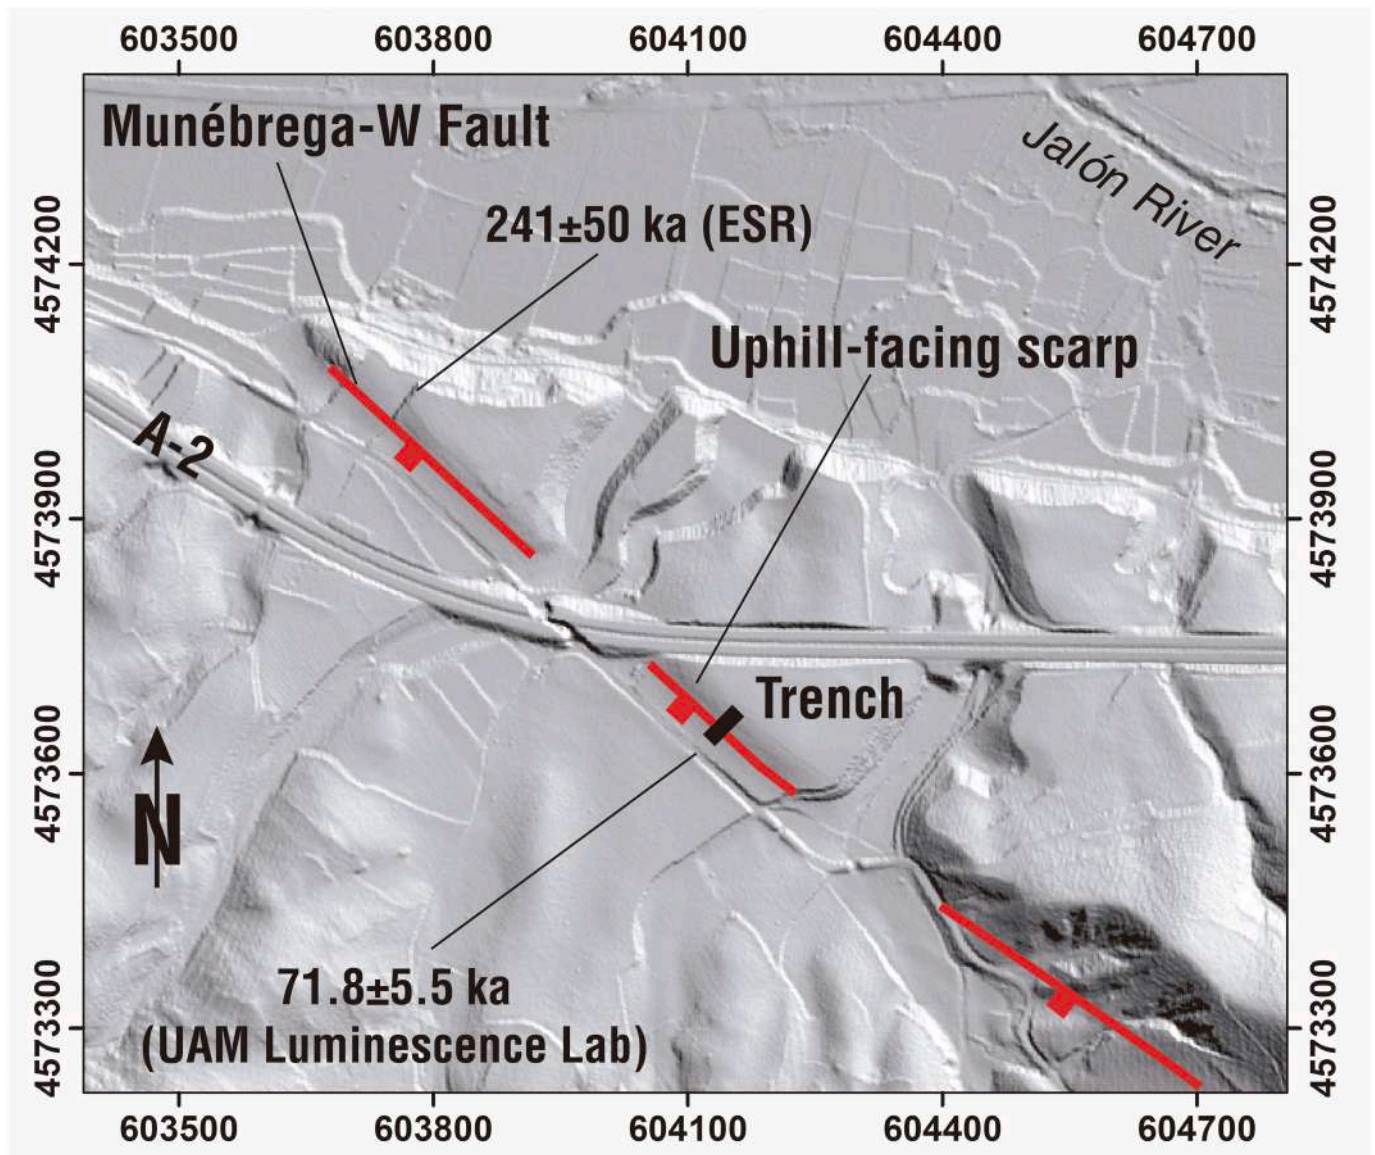 603500 603800 604100 604400 604700
Munébrega-W Fault
Jalón River
241±50 ka (ESR)
4574200
4574200
Uphill-facing scarp
A-2
4573900
4573900
Trench
4573600
4573600
N
71.8±5.5 ka
(UAM Luminescence Lab)
4573300
4573300
603500 603800 604100 604400 604700